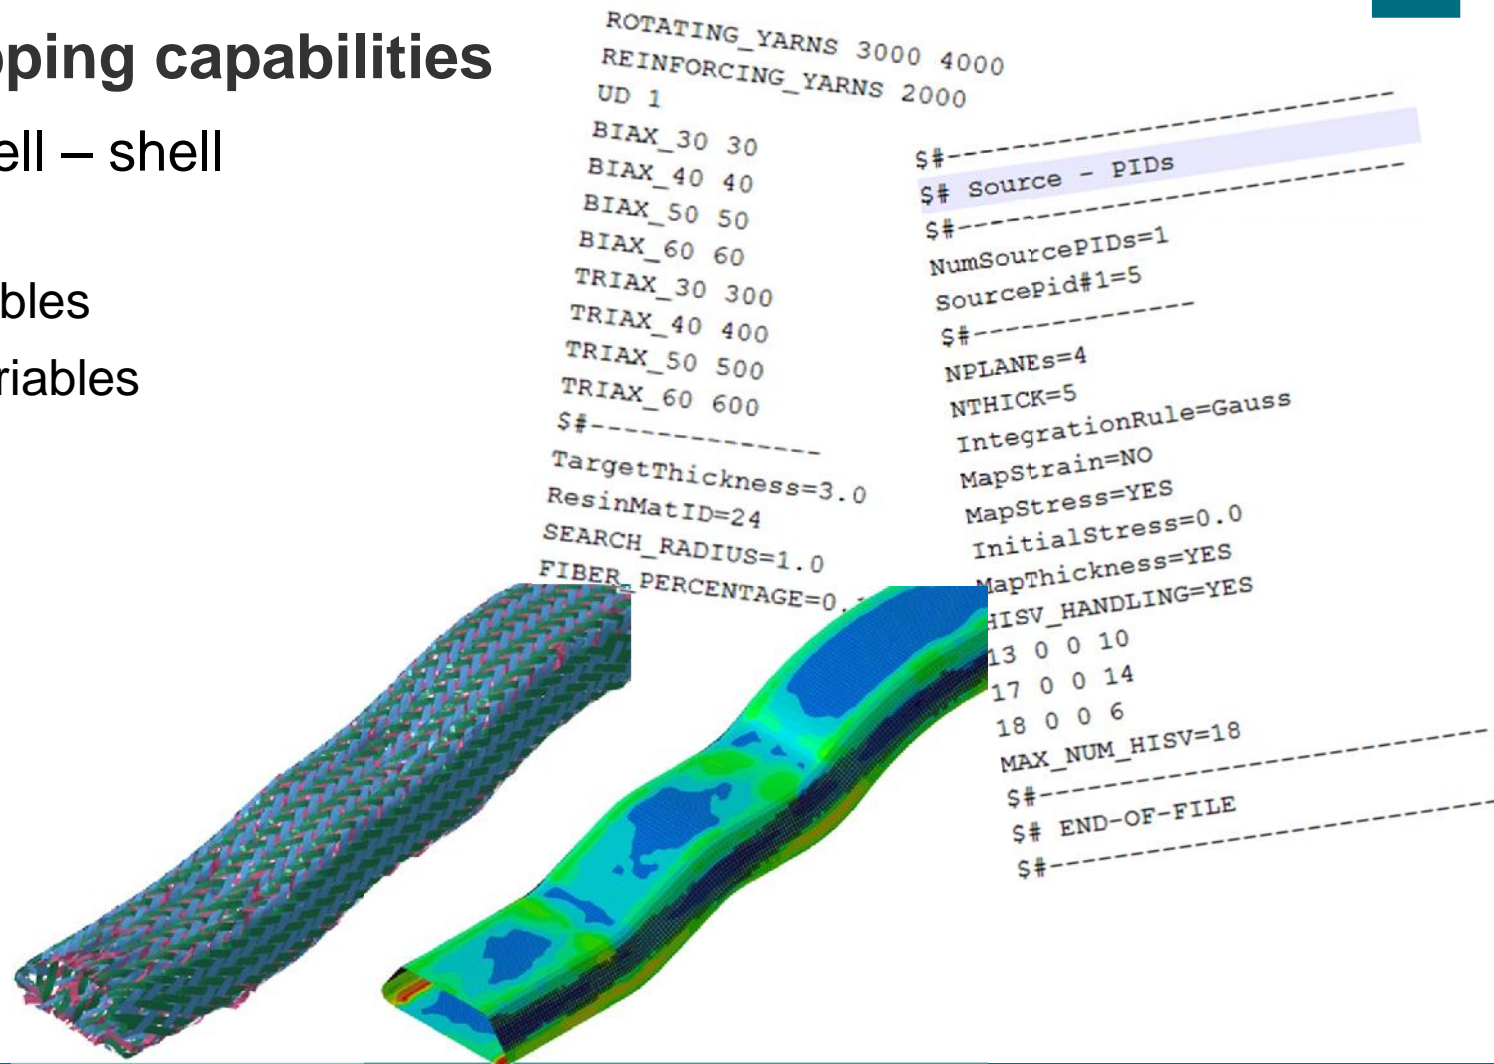 pping capabilities
ell – shell
bles
riables
ROTATING_YARNS 3000 4000
REINFORCING_YARNS 2000
UD 1
BIAX_30 30
BIAX_40 40
BIAX_50 50
BIAX_60 60
TRIAX_30 300
TRIAX_40 400
TRIAX_50 500
TRIAX_60 600
$#--------------
TargetThickness=3.0
ResinMatID=24
SEARCH_RADIUS=1.0
FIBER_PERCENTAGE=0.
$#---------------------------
$# Source - PIDs
$#---------------------------
NumSourcePIDs=1
SourcePid#1=5
$#-------------
NPLANEs=4
NTHICK=5
IntegrationRule=Gauss
MapStrain=NO
MapStress=YES
InitialStress=0.0
MapThickness=YES
HISV_HANDLING=YES
13 0 0 10
17 0 0 14
18 0 0 6
MAX_NUM_HISV=18
$#---------------------------
$# END-OF-FILE
$#---------------------------